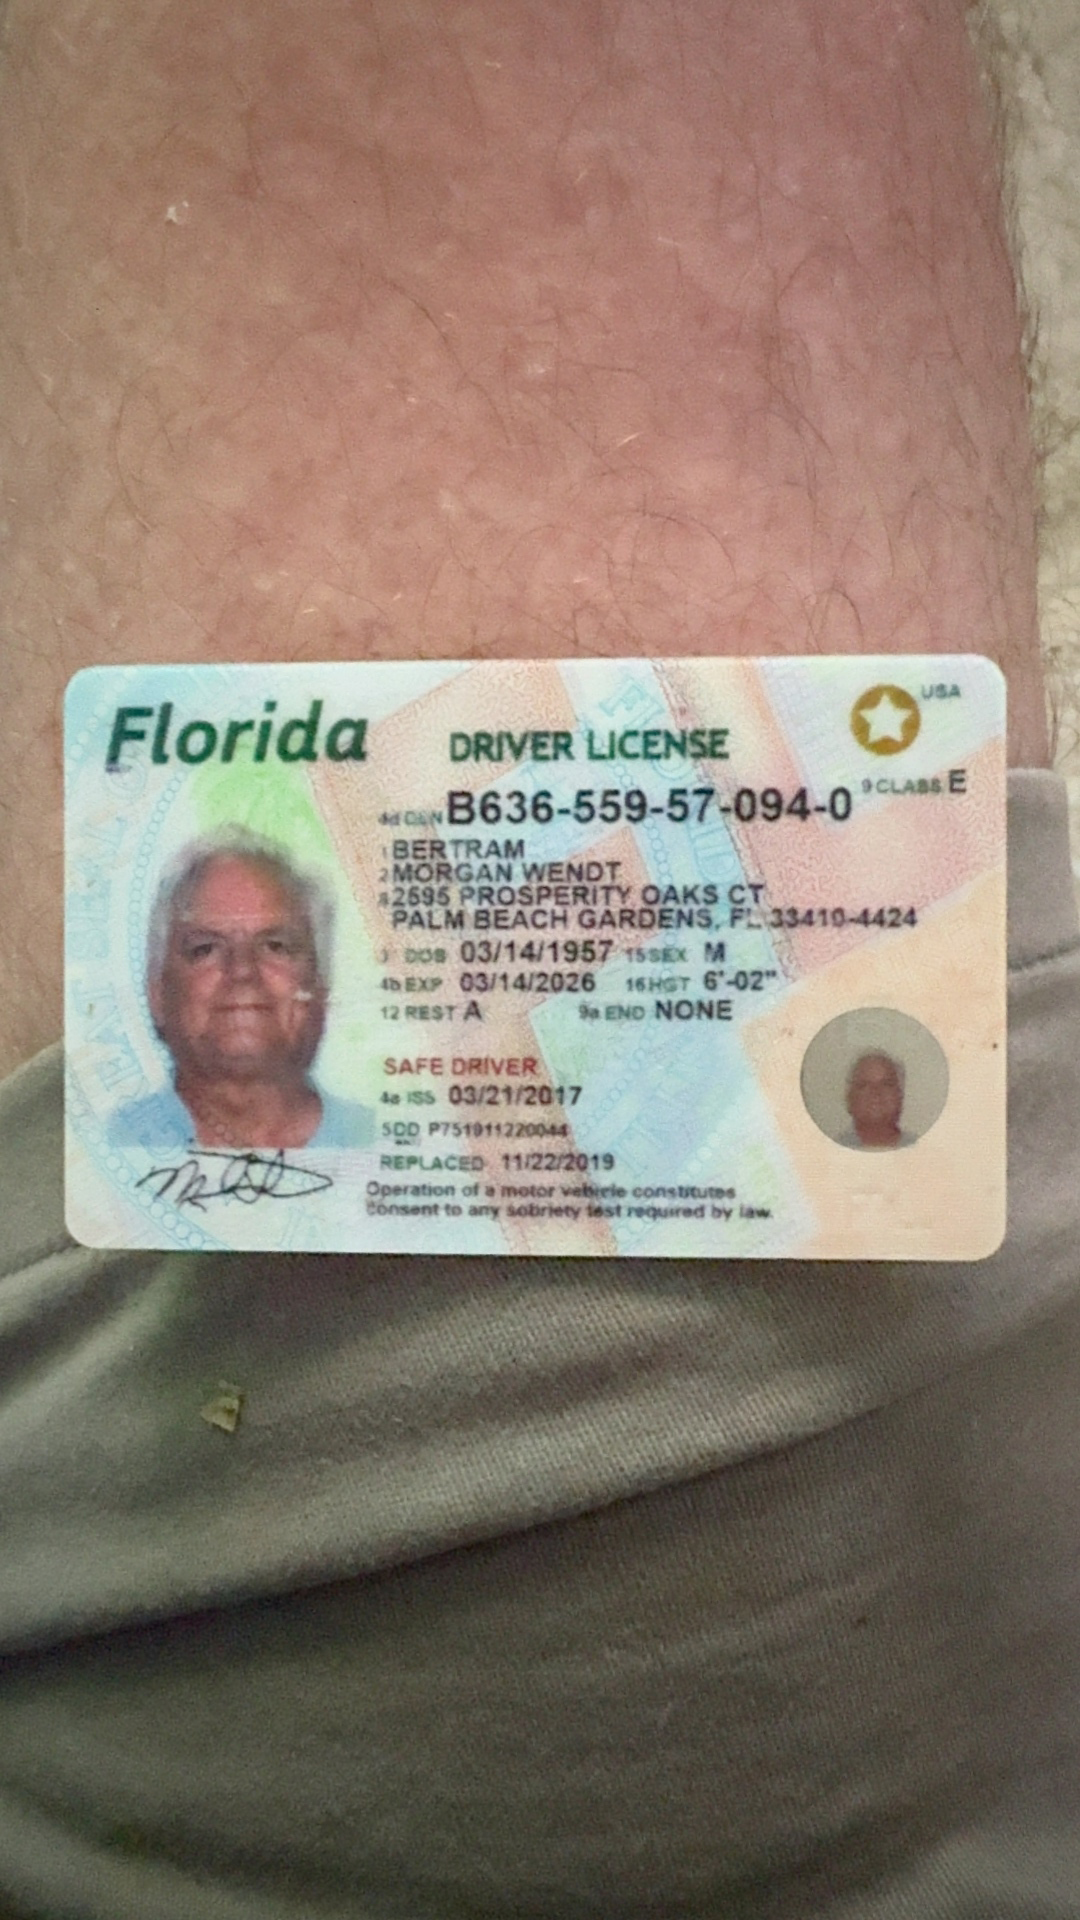 Florida
DRIVER LICENSE
USA
9 CLASS E
4d DLN B636-559-57-094-0
1 BERTRAM
2 MORGAN WENDT
8 2595 PROSPERITY OAKS CT
PALM BEACH GARDENS, FL 33410-4424
3 DOB 03/14/1957 15 SEX M
4b EXP 03/14/2026 16 HGT 6'-02"
12 REST A 9a END NONE
SAFE DRIVER
4a ISS 03/21/2017
5DD P751911220044
REPLACED 11/22/2019
Operation of a motor vehicle constitutes
consent to any sobriety test required by law.